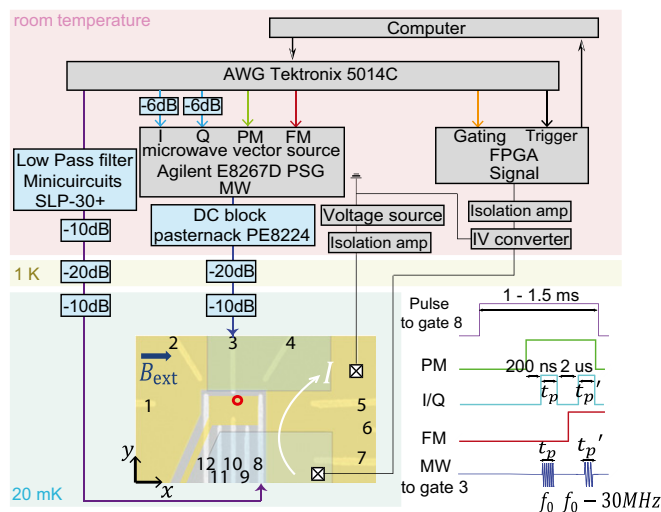 room temperature
Computer
AWG Tektronix 5014C
-6dB -6dB
I Q PM FM
microwave vector source
Agilent E8267D PSG
MW
Gating Trigger
FPGA
Signal
Low Pass filter
Minicuircuits
SLP-30+
-10dB
DC block
pasternack PE8224
Voltage source
Isolation amp
Isolation amp
IV converter
1 K
-20dB -20dB
-10dB -10dB
2 3 4
B_ext
I
1
5
6
7
12 10 8
11 9
y
x
20 mK
Pulse
to gate 8
1 - 1.5 ms
PM
200 ns 2 us
I/Q
t_p t_p'
FM
MW
to gate 3
t_p t_p'
f_0 f_0 - 30MHz